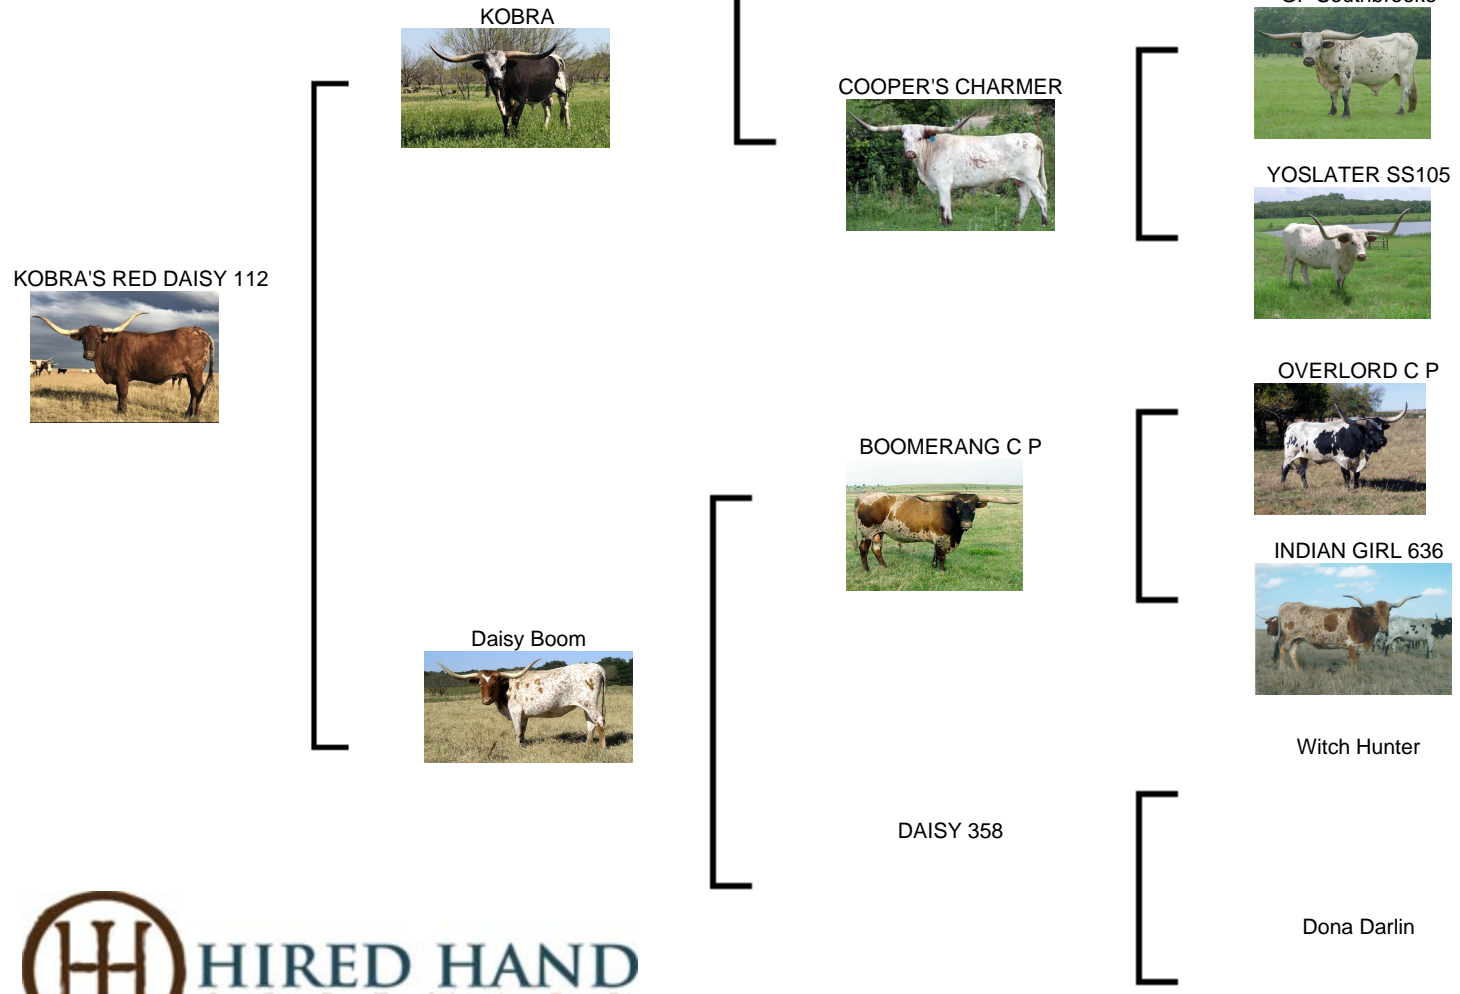 KOBRA
COOPER'S CHARMER
YOSLATER SS105
KOBRA'S RED DAISY 112
OVERLORD C P
BOOMERANG C P
INDIAN GIRL 636
Daisy Boom
Witch Hunter
DAISY 358
Dona Darlin
HIRED HAND